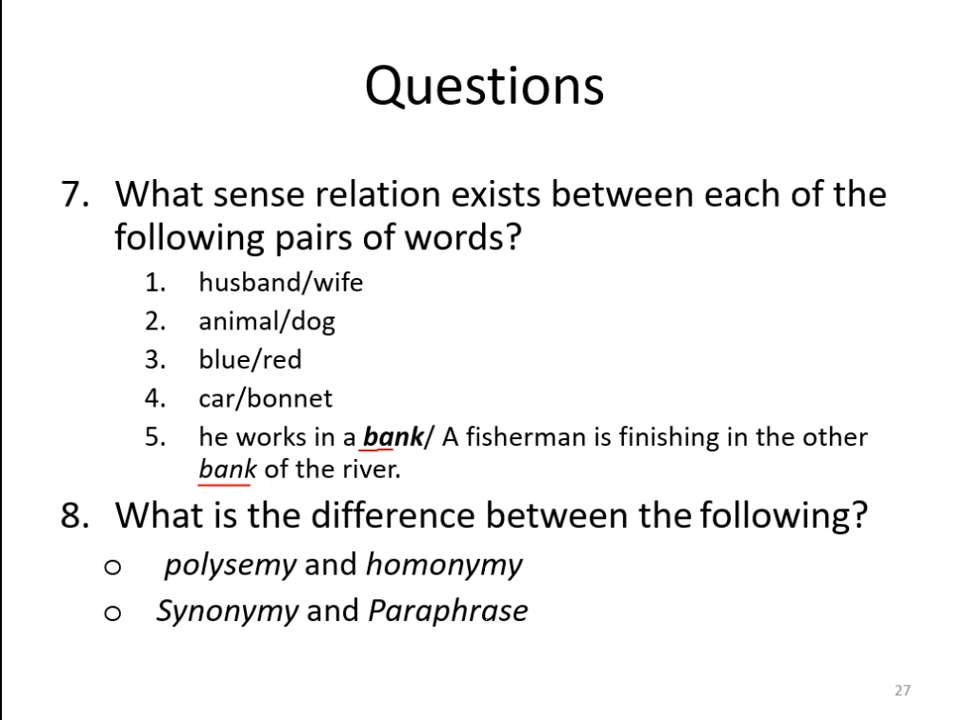 Questions
7. What sense relation exists between each of the
following pairs of words?
1. husband/wife
2. animal/dog
3. blue/red
4. car/bonnet
5. he works in a bank/ A fisherman is finishing in the other
bank of the river.
8. What is the difference between the following?
o polysemy and homonymy
o Synonymy and Paraphrase
27